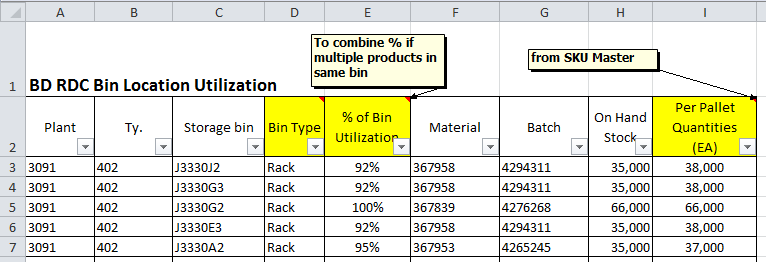 A B C D E F G H I
To combine % if
multiple products in
same bin
from SKU Master
1 BD RDC Bin Location Utilization
Per Pallet
% of Bin On Hand Quantities
Plant Ty. Storage bin Bin Type Utilization Material Batch Stock (EA)
2
3 3091 402 J3330J2 Rack 92% 367958 4294311 35,000 38,000
4 3091 402 J3330G3 Rack 92% 367958 4294311 35,000 38,000
5 3091 402 J3330G2 Rack 100% 367839 4276268 66,000 66,000
6 3091 402 J3330E3 Rack 92% 367958 4294311 35,000 38,000
7 3091 402 J3330A2 Rack 95% 367953 4265245 35,000 37,000